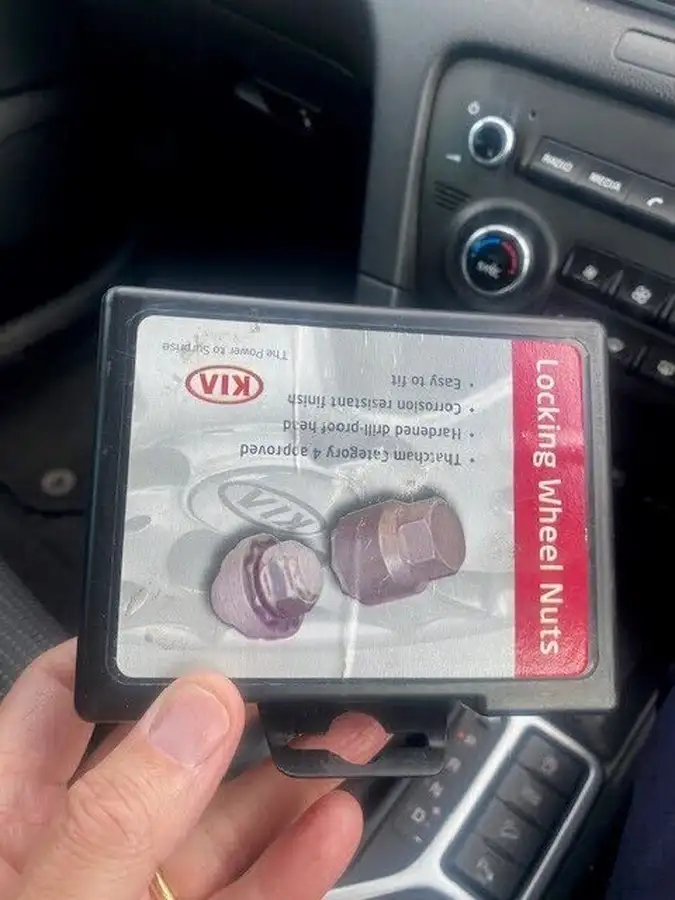 Locking Wheel Nuts
KIA
The Power to Surprise
• Easy to fit
• Corrosion resistant finish
• Hardened drill-proof head
• Thatcham Category 4 approved
KIA
RADIO
MEDIA
R
N
D